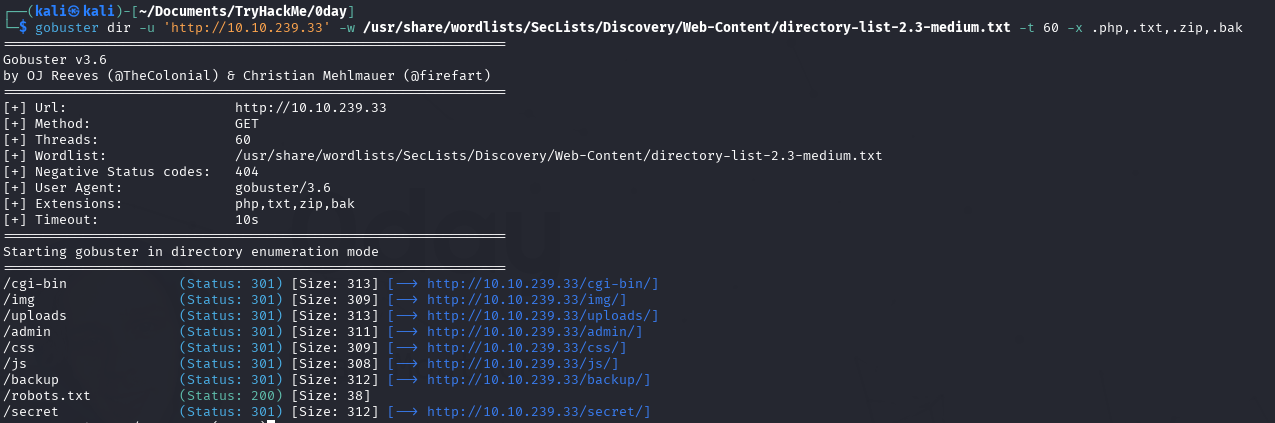 ┌──(kali㉿kali)-[~/Documents/TryHackMe/0day]
└─$ gobuster dir -u 'http://10.10.239.33' -w /usr/share/wordlists/SecLists/Discovery/Web-Content/directory-list-2.3-medium.txt -t 60 -x .php,.txt,.zip,.bak
===============================================================
Gobuster v3.6
by OJ Reeves (@TheColonial) & Christian Mehlmauer (@firefart)
===============================================================
[+] Url:                     http://10.10.239.33
[+] Method:                  GET
[+] Threads:                 60
[+] Wordlist:                /usr/share/wordlists/SecLists/Discovery/Web-Content/directory-list-2.3-medium.txt
[+] Negative Status codes:   404
[+] User Agent:              gobuster/3.6
[+] Extensions:              php,txt,zip,bak
[+] Timeout:                 10s
===============================================================
Starting gobuster in directory enumeration mode
===============================================================
/cgi-bin              (Status: 301) [Size: 313] [--> http://10.10.239.33/cgi-bin/]
/img                  (Status: 301) [Size: 309] [--> http://10.10.239.33/img/]
/uploads              (Status: 301) [Size: 313] [--> http://10.10.239.33/uploads/]
/admin                (Status: 301) [Size: 311] [--> http://10.10.239.33/admin/]
/css                  (Status: 301) [Size: 309] [--> http://10.10.239.33/css/]
/js                   (Status: 301) [Size: 308] [--> http://10.10.239.33/js/]
/backup               (Status: 301) [Size: 312] [--> http://10.10.239.33/backup/]
/robots.txt           (Status: 200) [Size: 38]
/secret               (Status: 301) [Size: 312] [--> http://10.10.239.33/secret/]